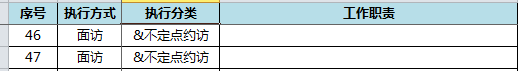 序号 执行方式 执行分类 工作职责
46 面访 &不定点约访
47 面访 &不定点约访